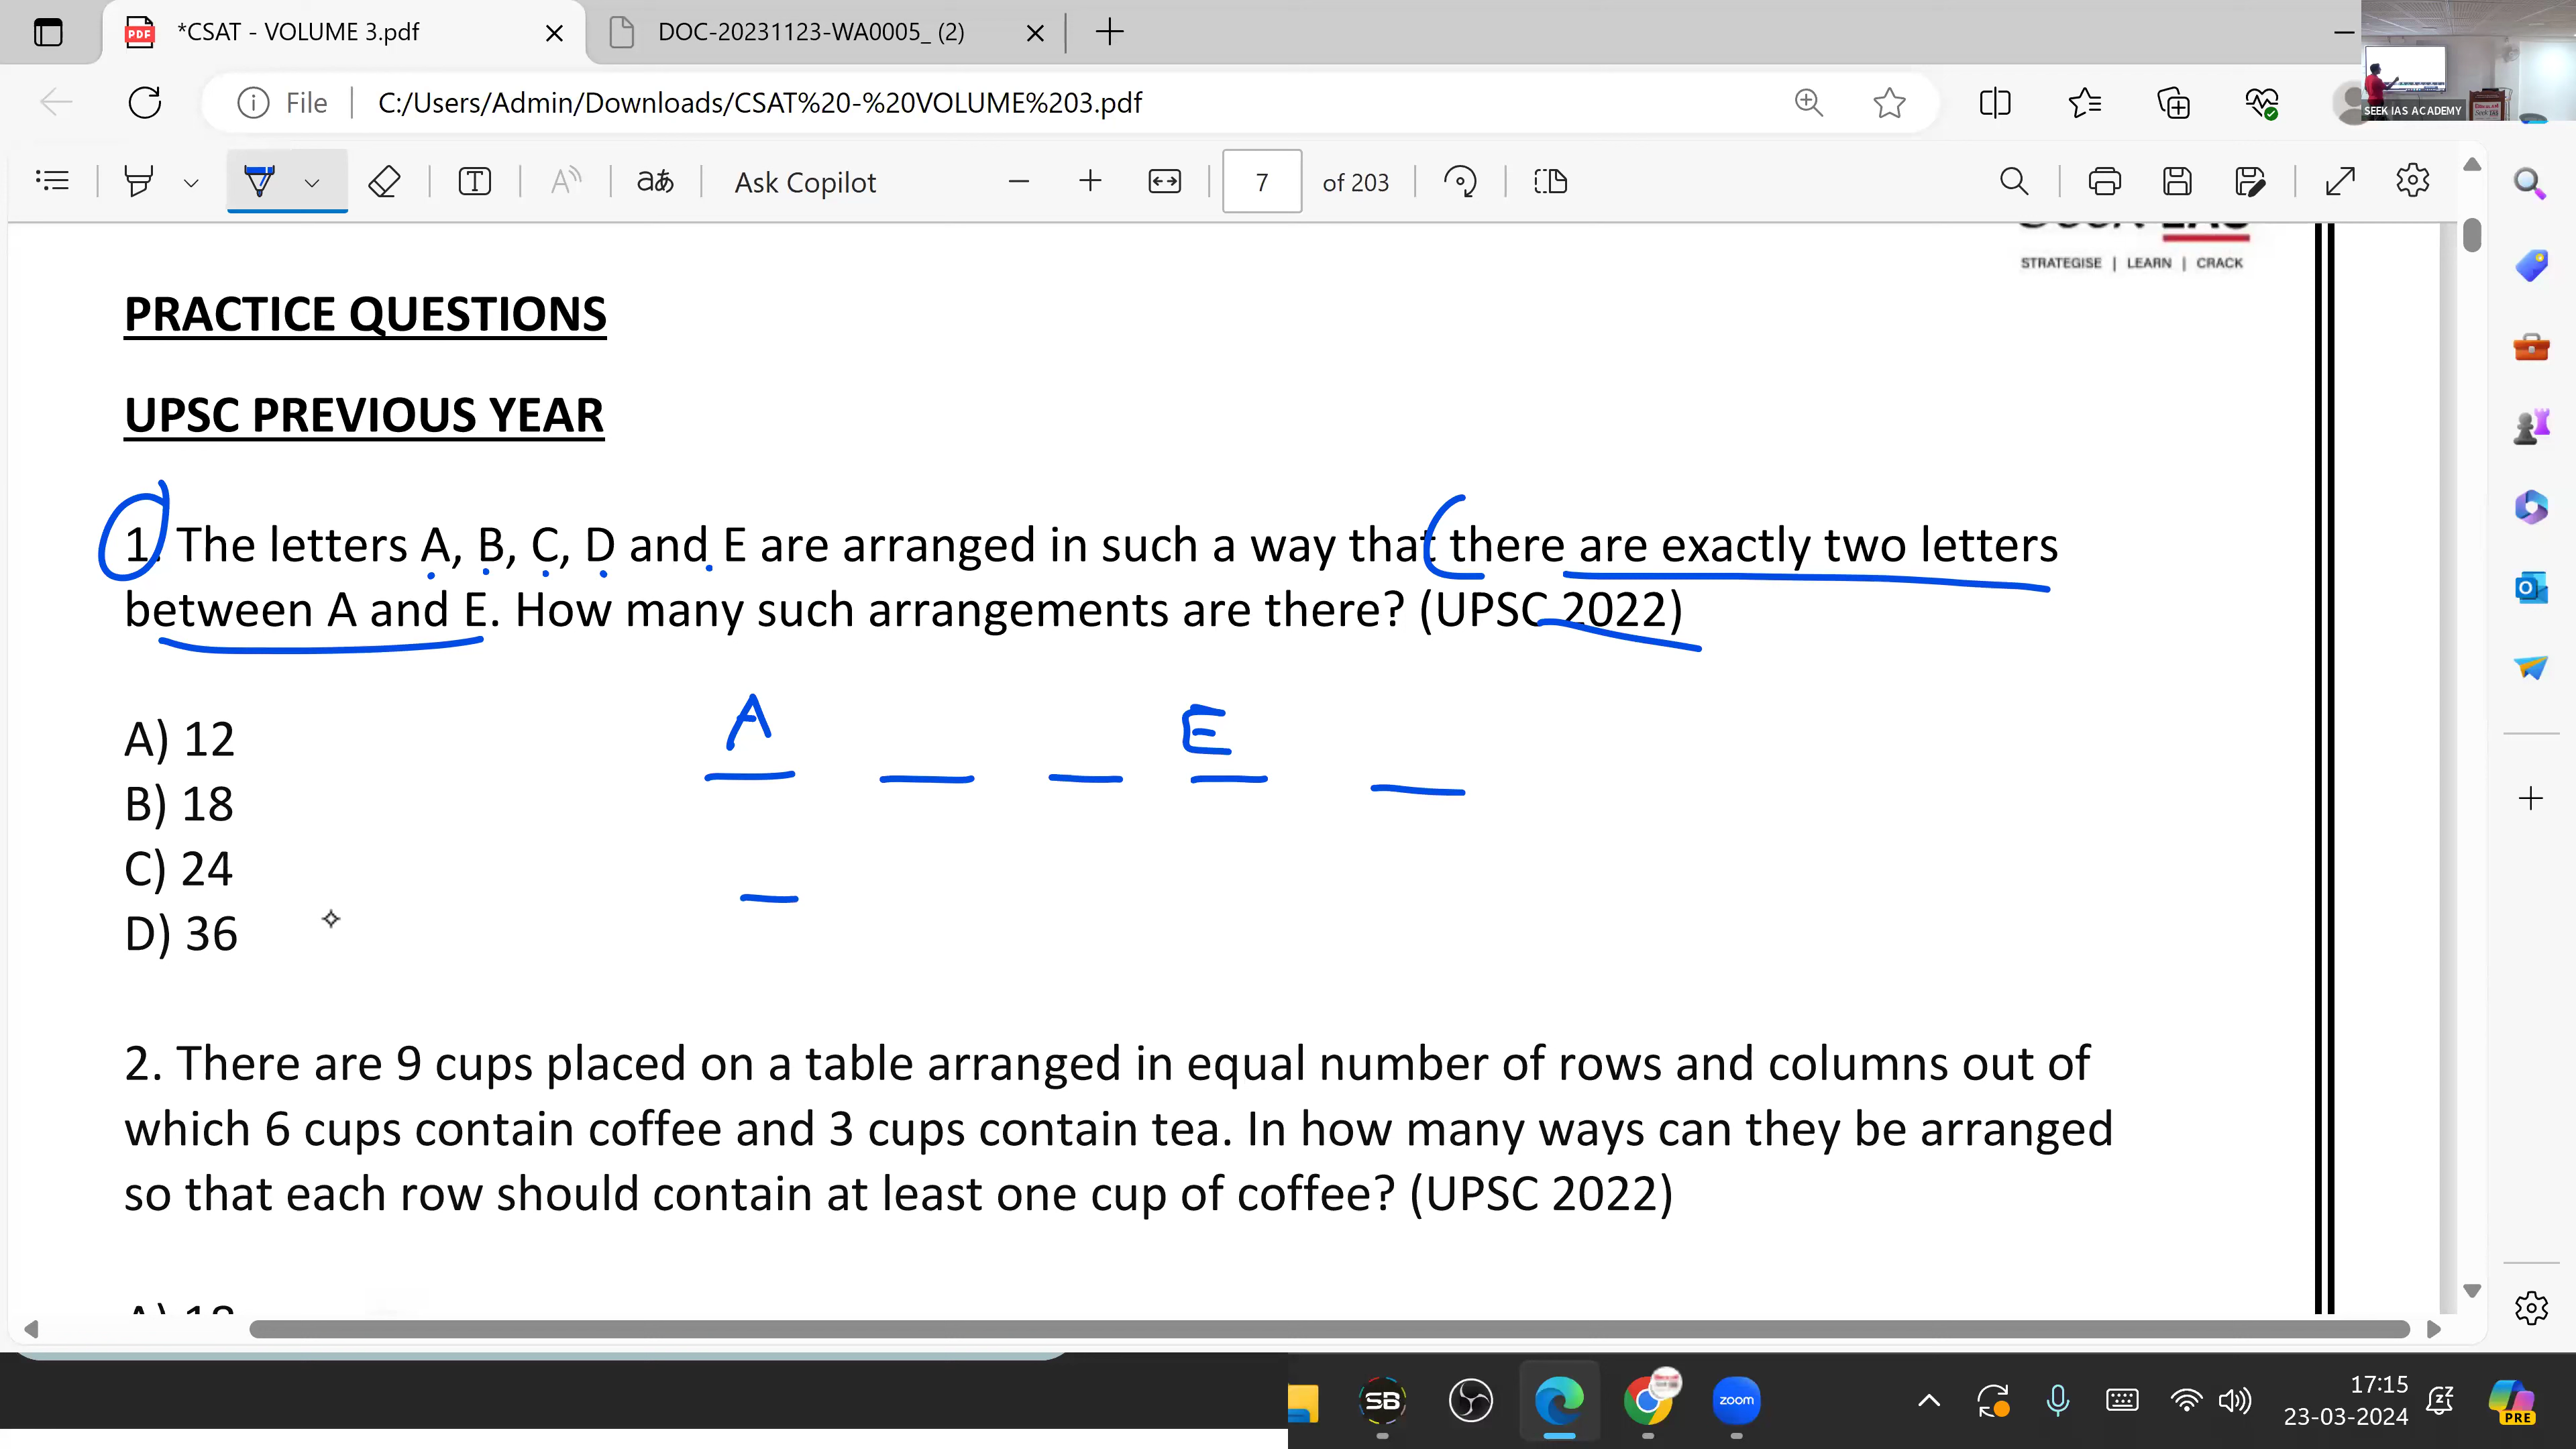 *CSAT - VOLUME 3.pdf
DOC-20231123-WA0005_ (2)
SEEK IAS ACADEMY
File
C:/Users/Admin/Downloads/CSAT%20-%20VOLUME%203.pdf
Ask Copilot
7 of 203
STRATEGISE | LEARN | CRACK
PRACTICE QUESTIONS
UPSC PREVIOUS YEAR
1. The letters A, B, C, D and E are arranged in such a way that there are exactly two letters
between A and E. How many such arrangements are there? (UPSC 2022)
A E
A) 12
B) 18
C) 24
D) 36
2. There are 9 cups placed on a table arranged in equal number of rows and columns out of
which 6 cups contain coffee and 3 cups contain tea. In how many ways can they be arranged
so that each row should contain at least one cup of coffee? (UPSC 2022)
SB
zoom
17:15
23-03-2024
PRE